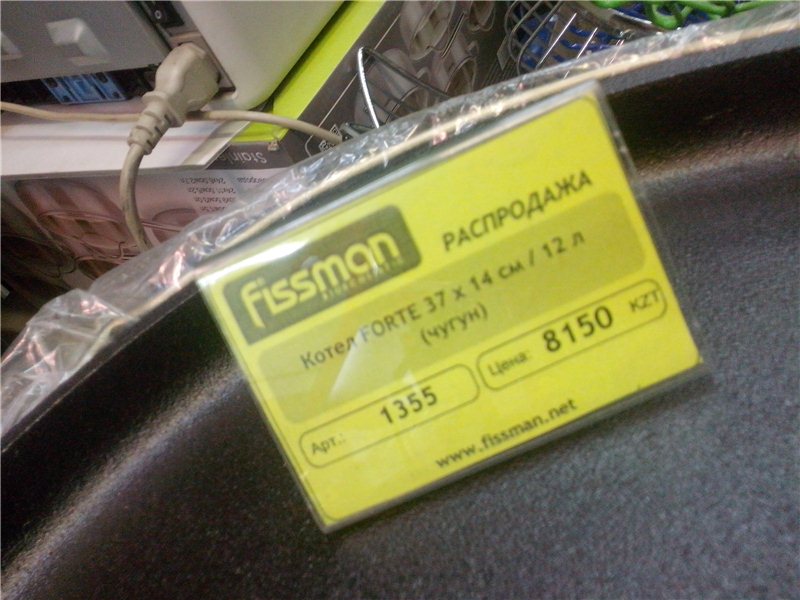 fissman
РАСПРОДАЖА
Котел FORTE 37 x 14 см / 12 л
(чугун)
Арт.: 1355
Цена: 8150 KZT
www.fissman.net